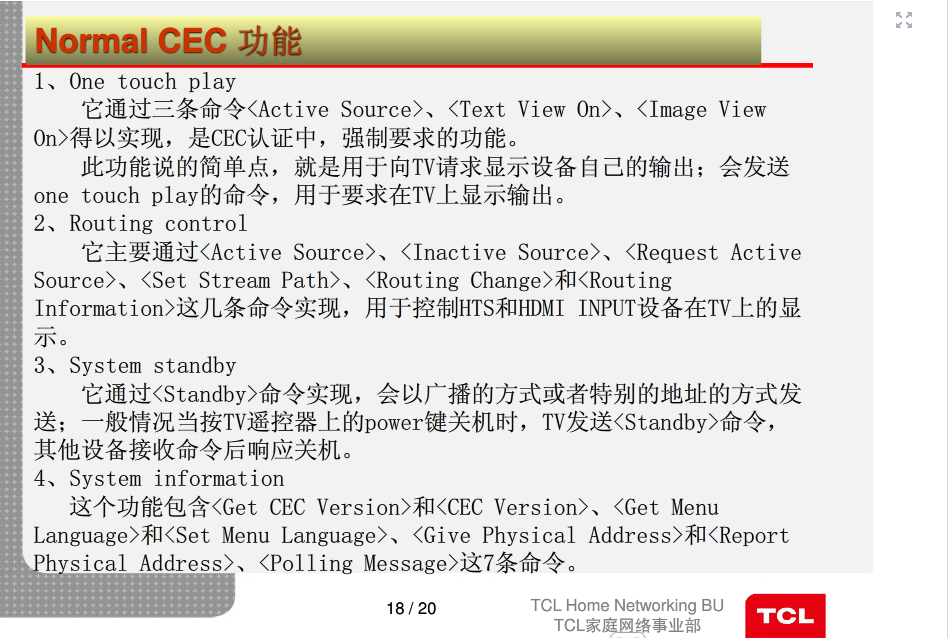 Normal CEC 功能
1、One touch play
它通过三条命令<Active Source>、<Text View On>、<Image View
On>得以实现，是CEC认证中，强制要求的功能。
此功能说的简单点，就是用于向TV请求显示设备自己的输出；会发送
one touch play的命令，用于要求在TV上显示输出。
2、Routing control
它主要通过<Active Source>、<Inactive Source>、<Request Active
Source>、<Set Stream Path>、<Routing Change>和<Routing
Information>这几条命令实现，用于控制HTS和HDMI INPUT设备在TV上的显
示。
3、System standby
它通过<Standby>命令实现，会以广播的方式或者特别的地址的方式发
送；一般情况当按TV遥控器上的power键关机时，TV发送<Standby>命令，
其他设备接收命令后响应关机。
4、System information
这个功能包含<Get CEC Version>和<CEC Version>、<Get Menu
Language>和<Set Menu Language>、<Give Physical Address>和<Report
Physical Address>、<Polling Message>这7条命令。
18 / 20
TCL Home Networking BU
TCL家庭网络事业部
TCL